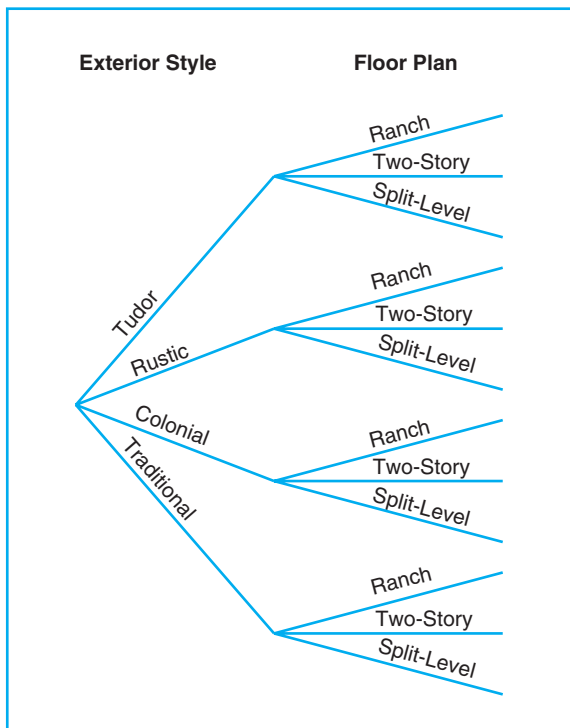 Exterior Style Floor Plan
Ranch
Two-Story
Split-Level
Tudor
Ranch
Two-Story
Split-Level
Rustic
Colonial
Ranch
Two-Story
Split-Level
Traditional
Ranch
Two-Story
Split-Level